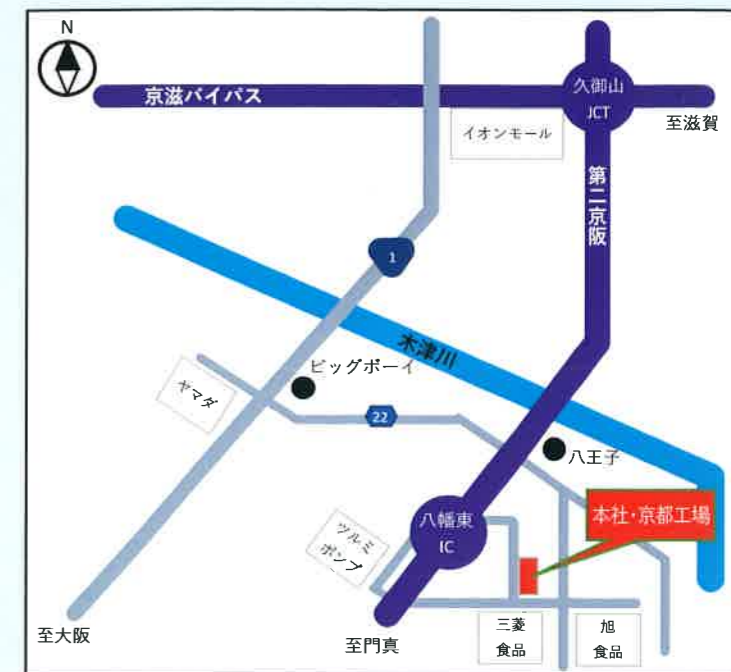 N
京滋バイパス
久御山
JCT
至滋賀
イオンモール
第二京阪
1
木津川
ビッグボーイ
ヤマダ
22
八王子
本社・京都工場
八幡東
IC
ツルミ
ポンプ
至大阪
至門真
三菱
食品
旭
食品